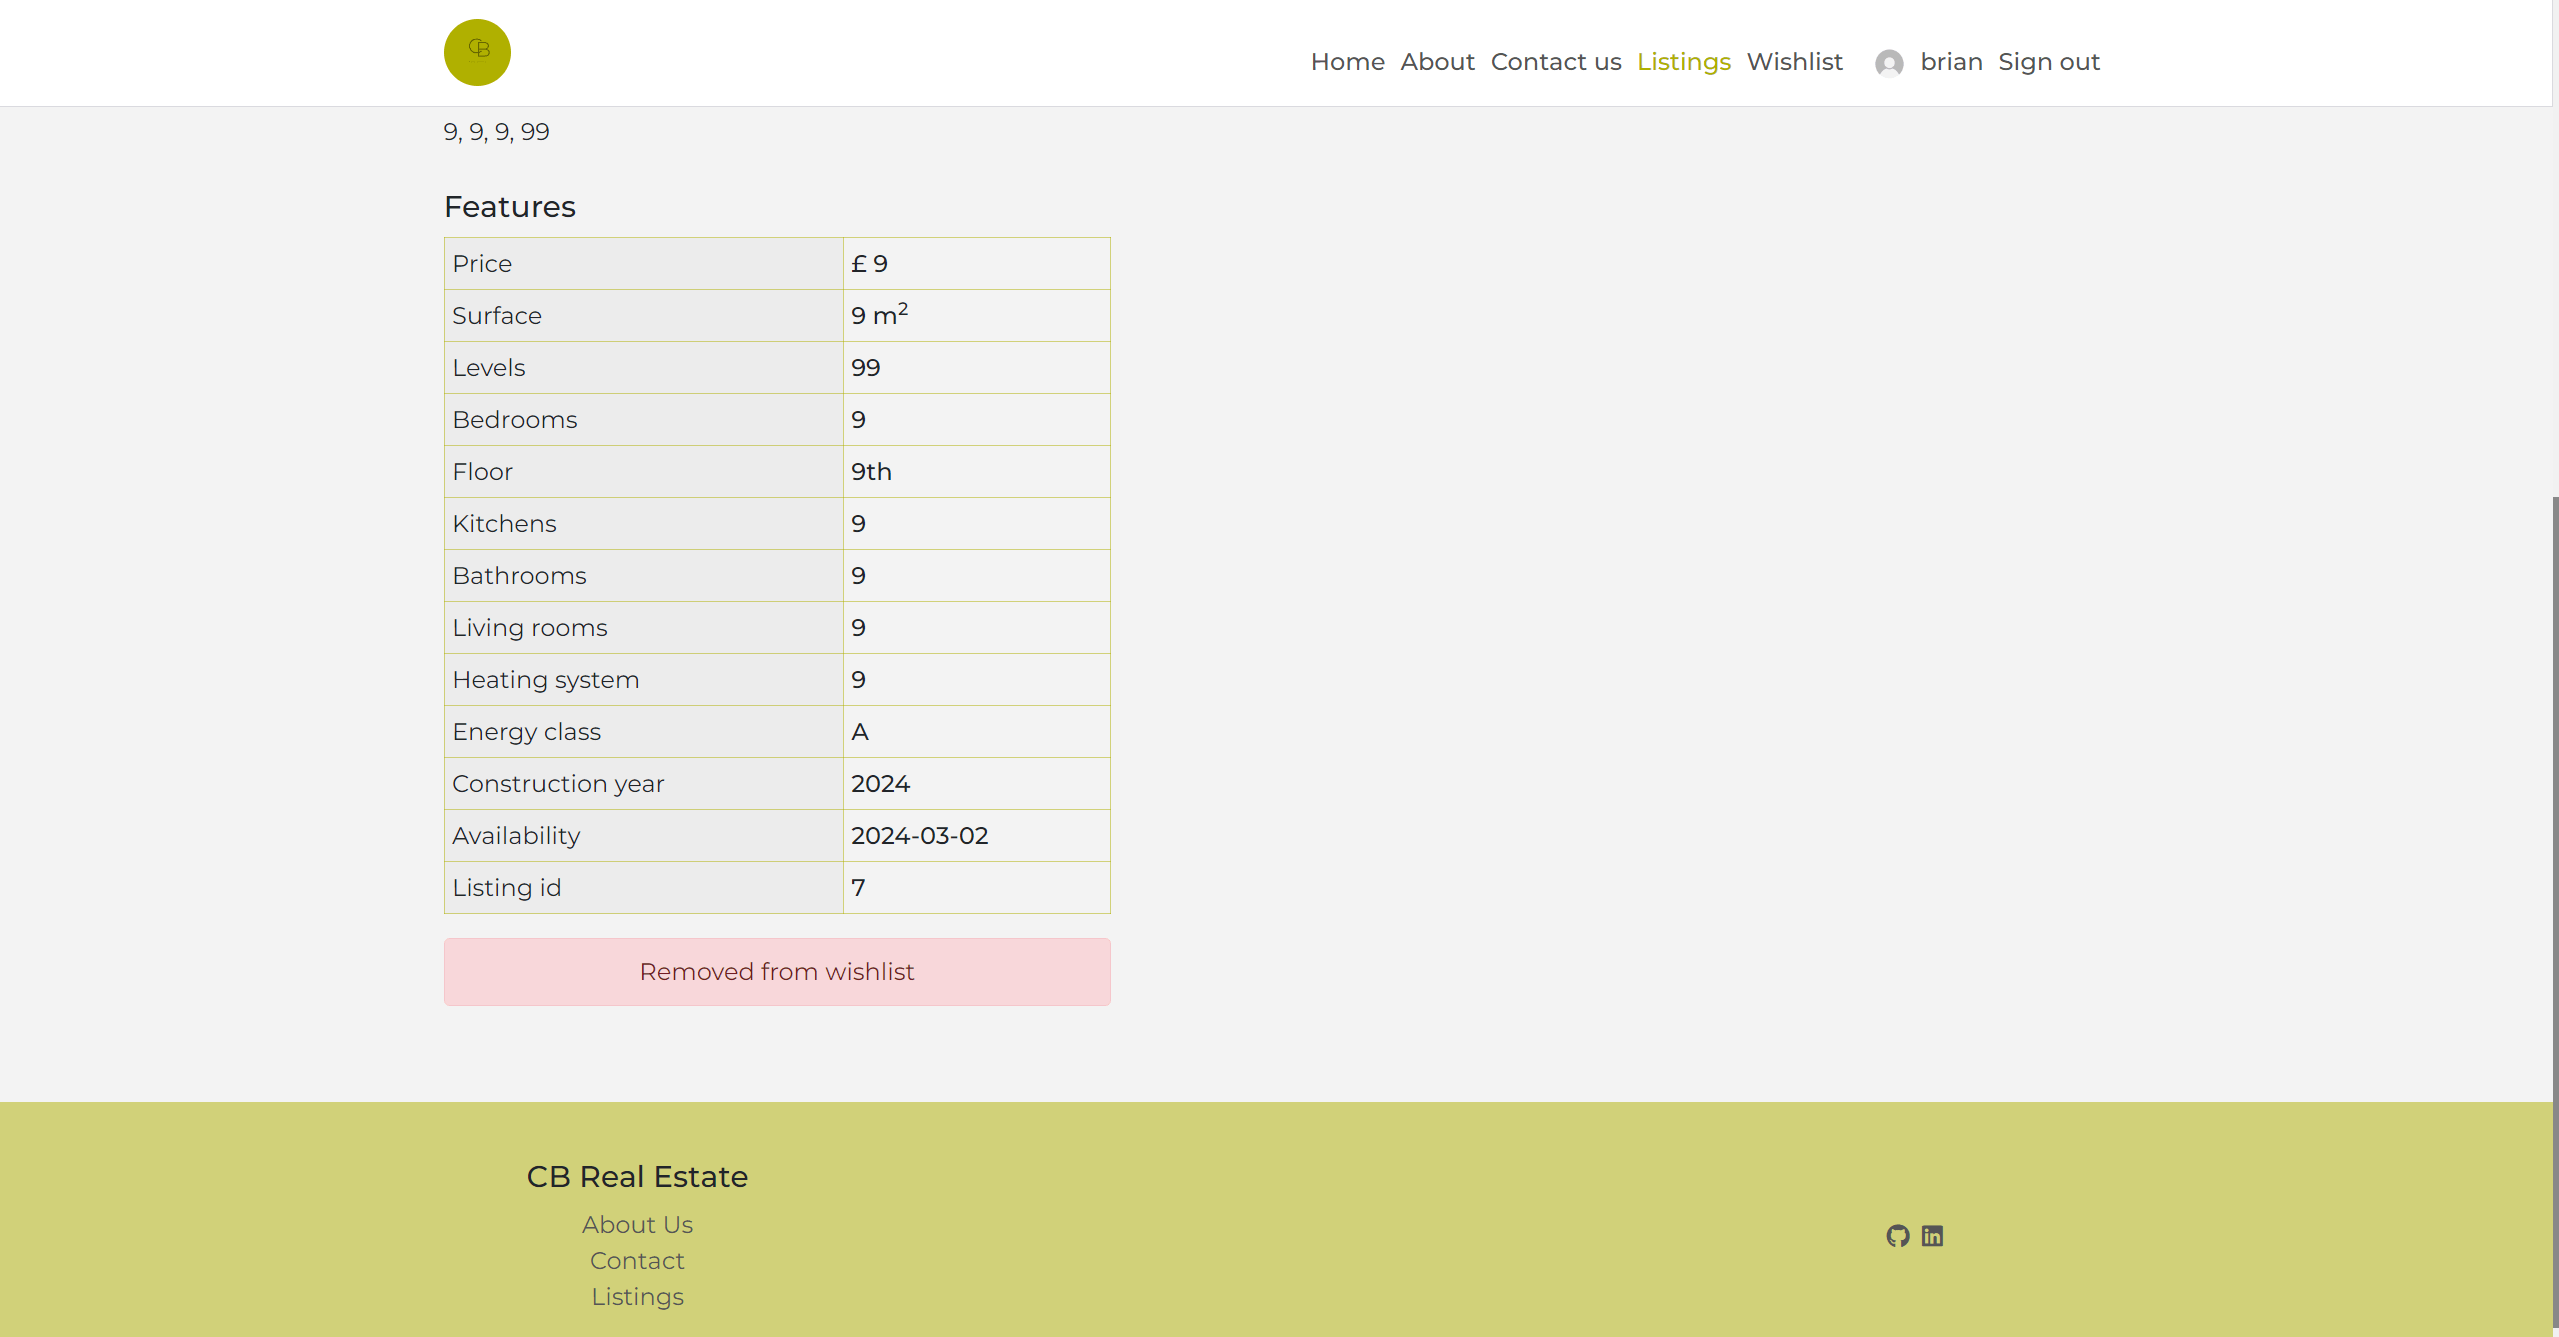 CB
Home About Contact us Listings Wishlist brian Sign out
9, 9, 9, 99
Features
Price £ 9
Surface 9 m²
Levels 99
Bedrooms 9
Floor 9th
Kitchens 9
Bathrooms 9
Living rooms 9
Heating system 9
Energy class A
Construction year 2024
Availability 2024-03-02
Listing id 7
Removed from wishlist
CB Real Estate
About Us
Contact
Listings